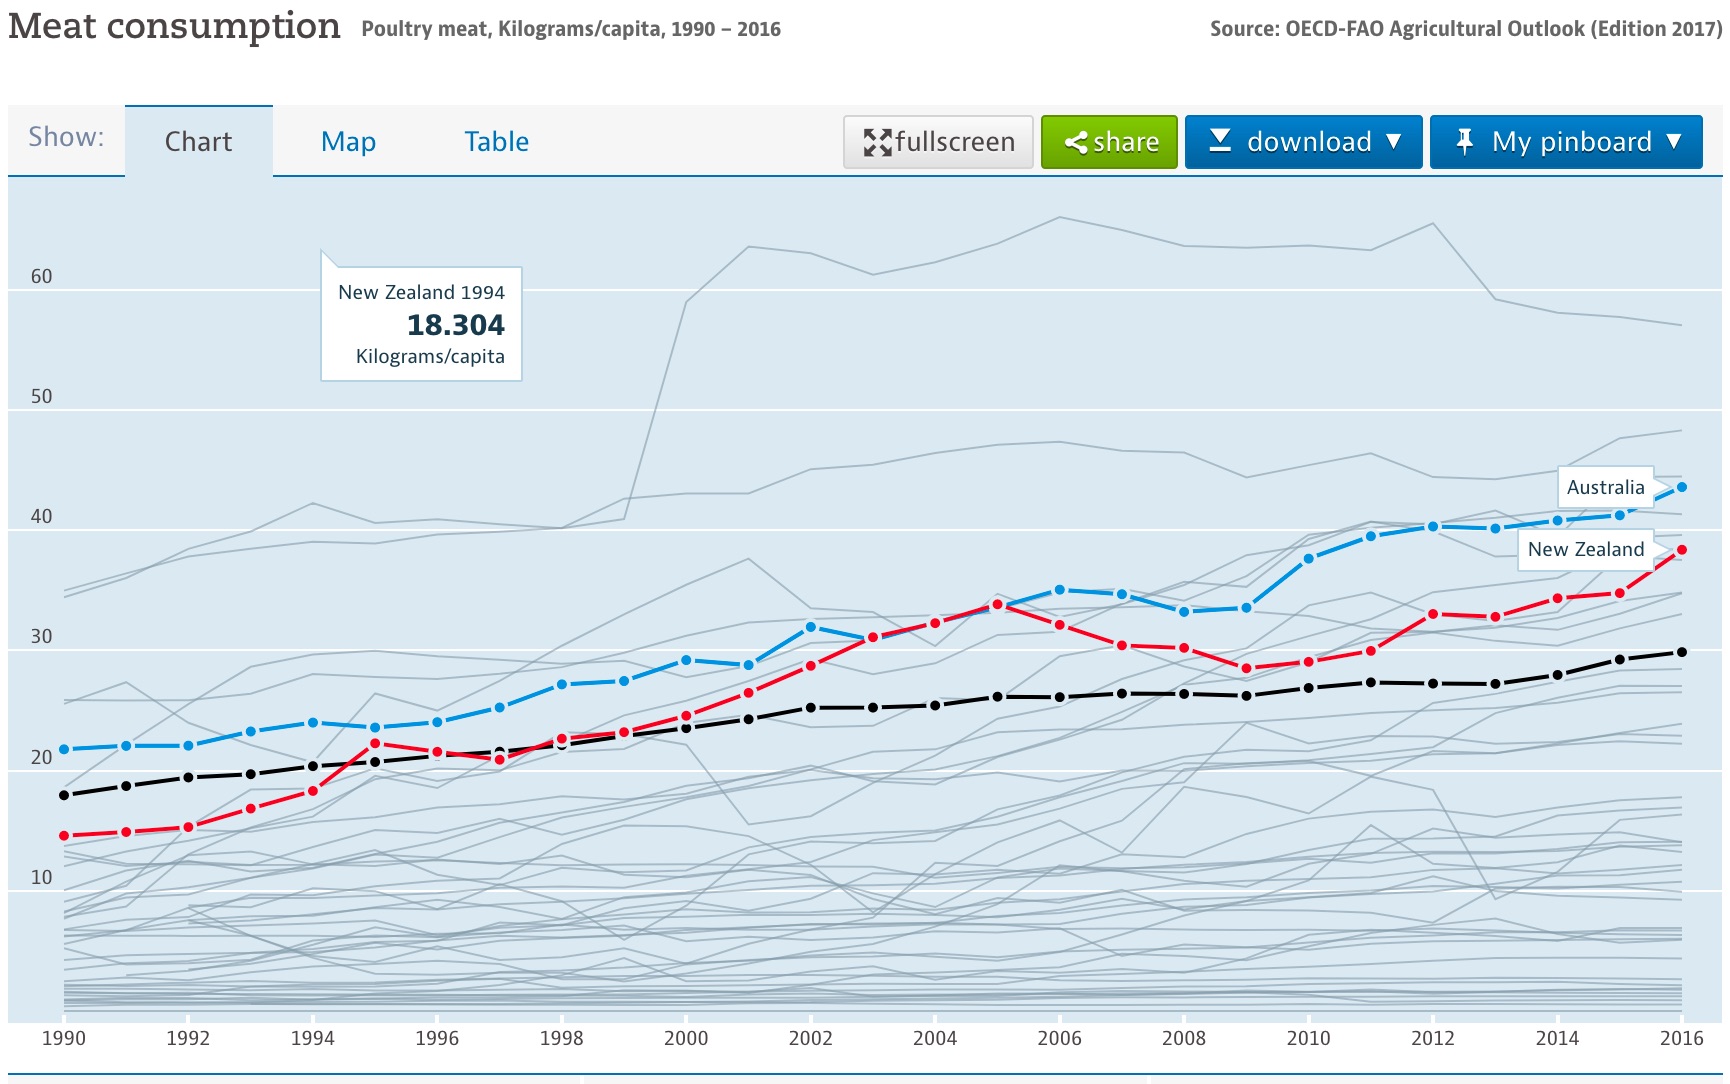 Meat consumption Poultry meat, Kilograms/capita, 1990 – 2016 Source: OECD-FAO Agricultural Outlook (Edition 2017)
Show: Chart Map Table fullscreen share download ▼ My pinboard ▼
60
New Zealand 1994
18.304
Kilograms/capita
50
Australia
40
New Zealand
30
20
10
1990 1992 1994 1996 1998 2000 2002 2004 2006 2008 2010 2012 2014 2016